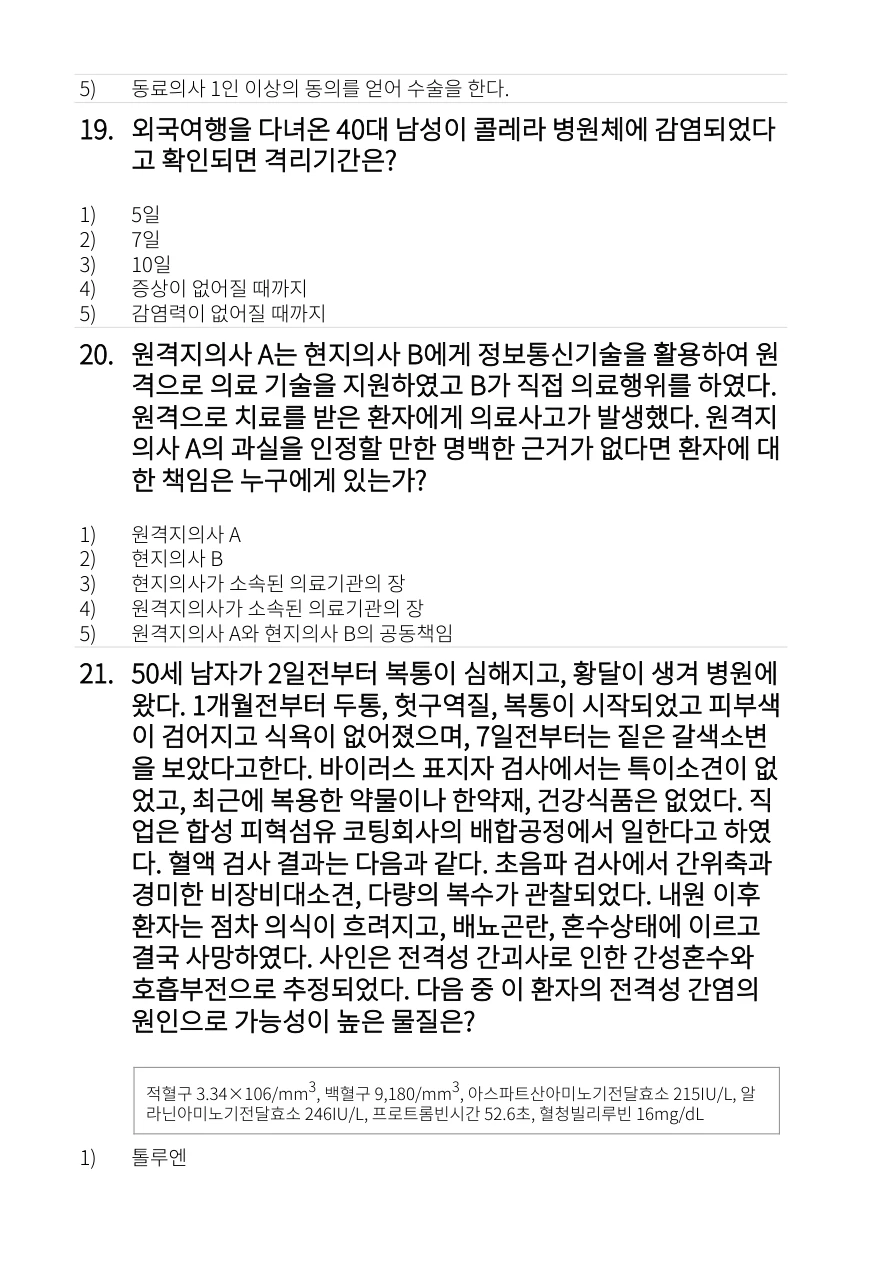 5) 동료의사 1인 이상의 동의를 얻어 수술을 한다.
19. 외국여행을 다녀온 40대 남성이 콜레라 병원체에 감염되었다
고 확인되면 격리기간은?
1) 5일
2) 7일
3) 10일
4) 증상이 없어질 때까지
5) 감염력이 없어질 때까지
20. 원격지의사 A는 현지의사 B에게 정보통신기술을 활용하여 원
격으로 의료 기술을 지원하였고 B가 직접 의료행위를 하였다.
원격으로 치료를 받은 환자에게 의료사고가 발생했다. 원격지
의사 A의 과실을 인정할 만한 명백한 근거가 없다면 환자에 대
한 책임은 누구에게 있는가?
1) 원격지의사 A
2) 현지의사 B
3) 현지의사가 소속된 의료기관의 장
4) 원격지의사가 소속된 의료기관의 장
5) 원격지의사 A와 현지의사 B의 공동책임
21. 50세 남자가 2일전부터 복통이 심해지고, 황달이 생겨 병원에
왔다. 1개월전부터 두통, 헛구역질, 복통이 시작되었고 피부색
이 검어지고 식욕이 없어졌으며, 7일전부터는 짙은 갈색소변
을 보았다고한다. 바이러스 표지자 검사에서는 특이소견이 없
었고, 최근에 복용한 약물이나 한약재, 건강식품은 없었다. 직
업은 합성 피혁섬유 코팅회사의 배합공정에서 일한다고 하였
다. 혈액 검사 결과는 다음과 같다. 초음파 검사에서 간위축과
경미한 비장비대소견, 다량의 복수가 관찰되었다. 내원 이후
환자는 점차 의식이 흐려지고, 배뇨곤란, 혼수상태에 이르고
결국 사망하였다. 사인은 전격성 간괴사로 인한 간성혼수와
호흡부전으로 추정되었다. 다음 중 이 환자의 전격성 간염의
원인으로 가능성이 높은 물질은?
적혈구 3.34×106/mm³, 백혈구 9,180/mm³, 아스파트산아미노기전달효소 215IU/L, 알
라닌아미노기전달효소 246IU/L, 프로트롬빈시간 52.6초, 혈청빌리루빈 16mg/dL
1) 톨루엔